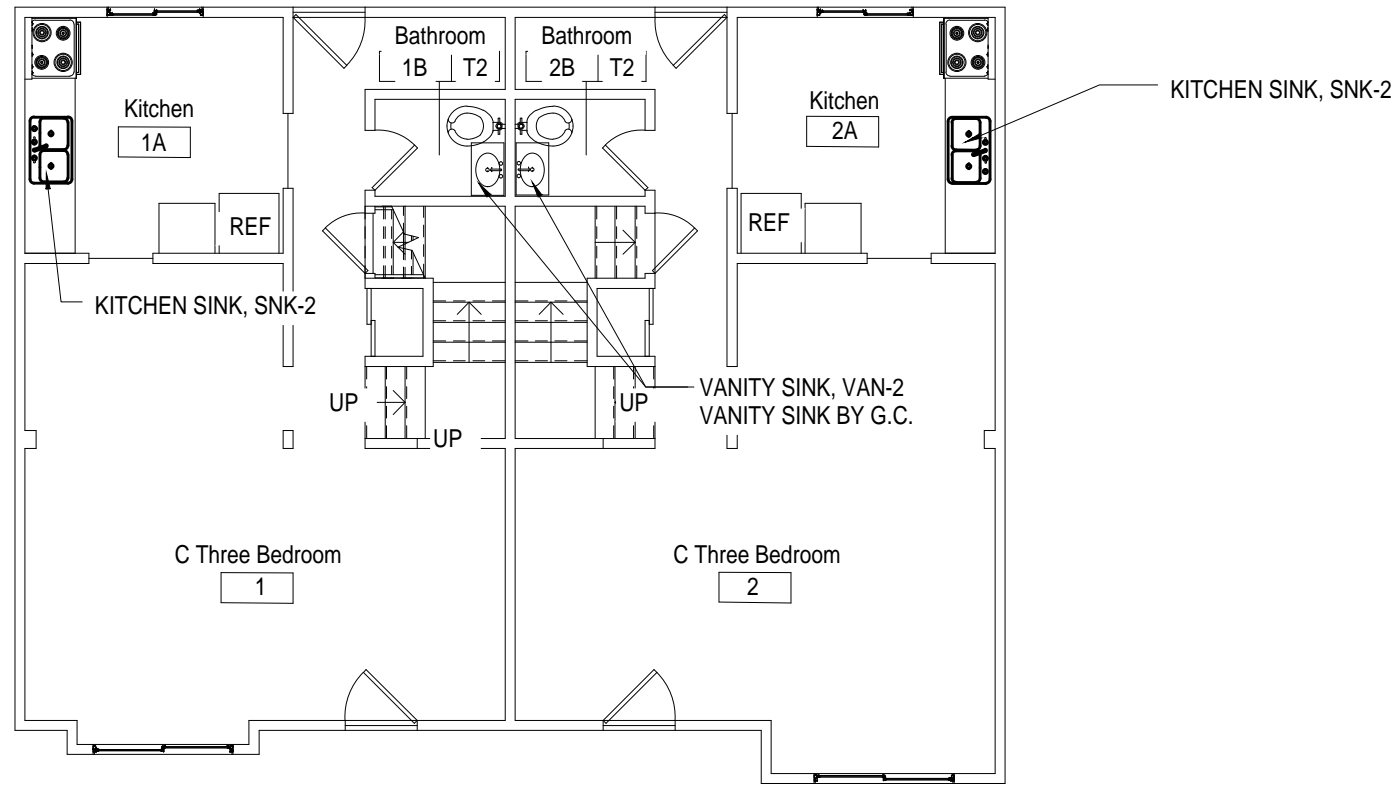 Bathroom
1B T2
Bathroom
2B T2
KITCHEN SINK, SNK-2
Kitchen
1A
Kitchen
2A
REF
REF
KITCHEN SINK, SNK-2
UP
UP
UP
VANITY SINK, VAN-2
VANITY SINK BY G.C.
C Three Bedroom
1
C Three Bedroom
2